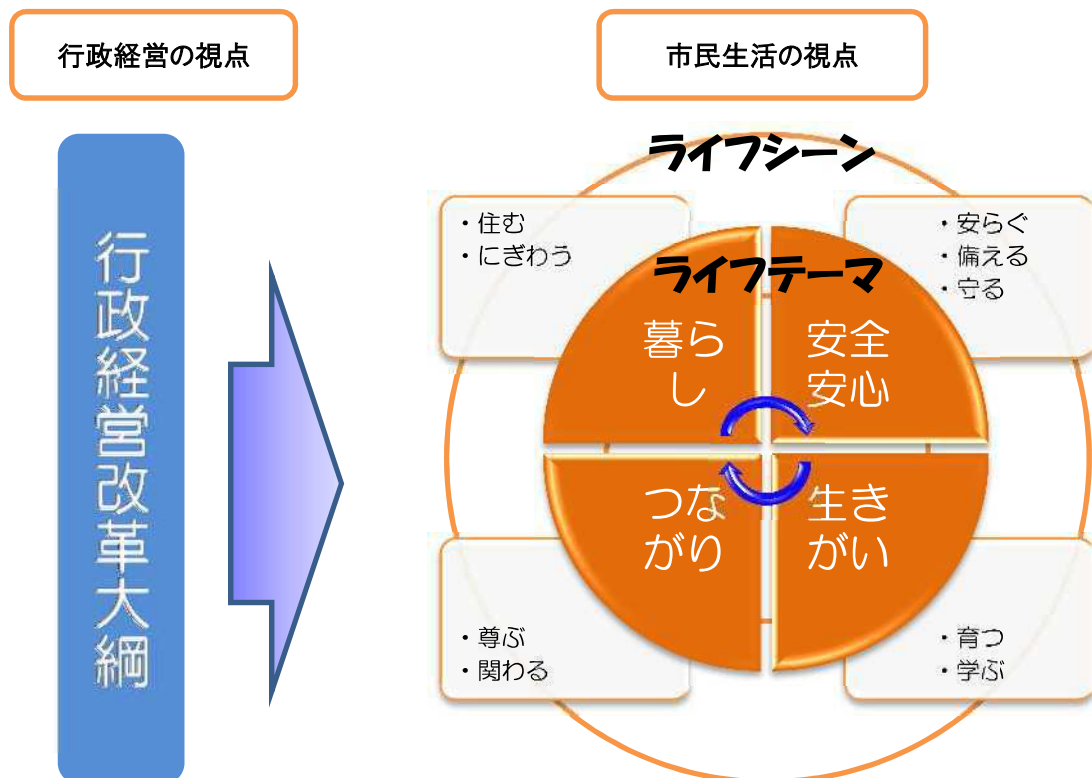 行政経営の視点
市民生活の視点
行政経営改革大綱
ライフシーン
・住む
・にぎわう
・安らぐ
・備える
・守る
ライフテーマ
暮ら
し
安全
安心
つな
がり
生き
がい
・尊ぶ
・関わる
・育つ
・学ぶ